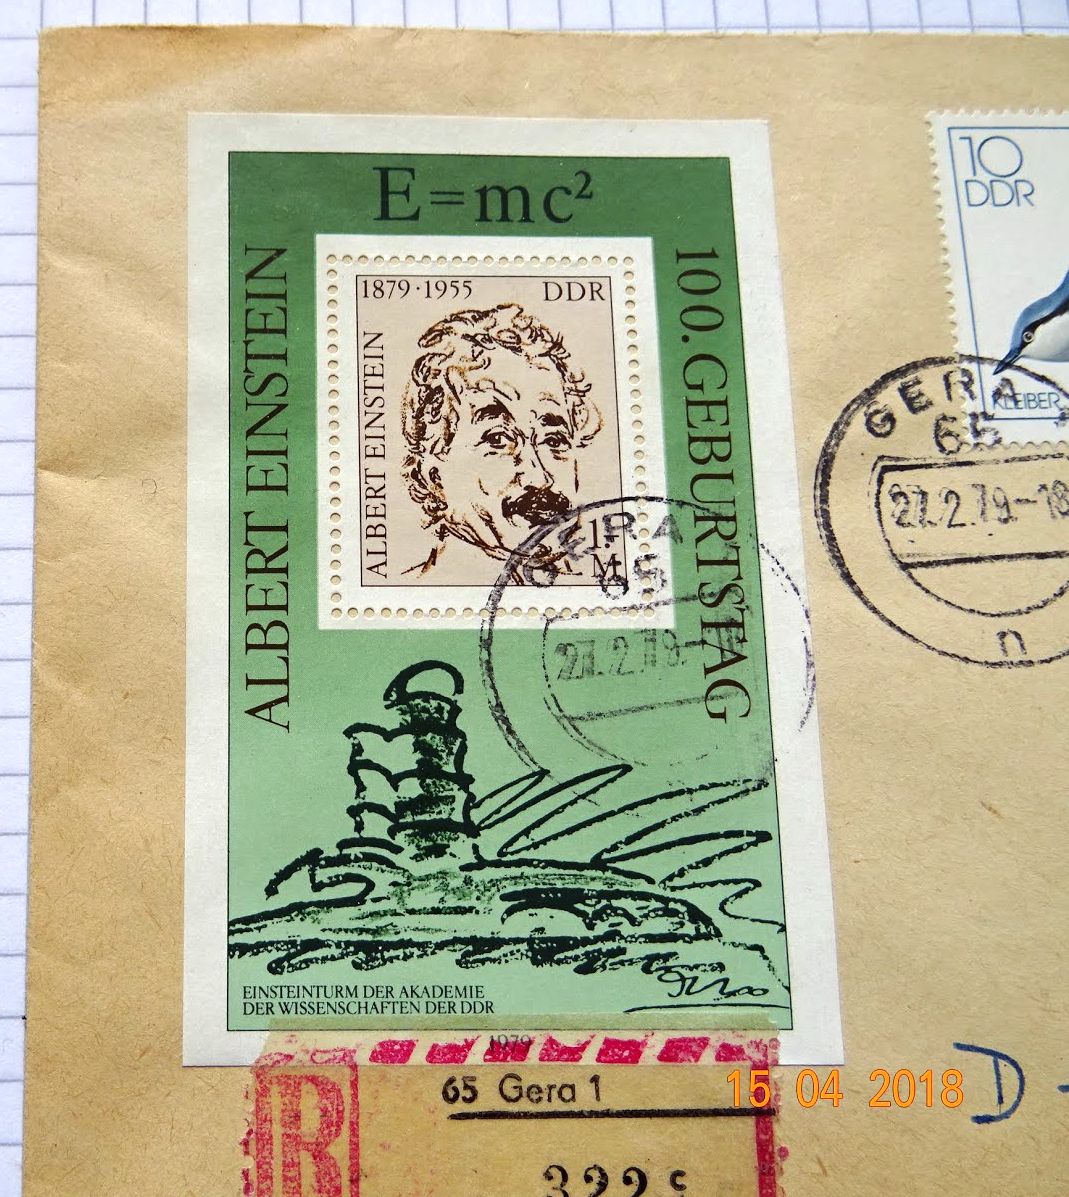 E=mc²
ALBERT EINSTEIN
100. GEBURTSTAG
1879·1955 DDR
ALBERT EINSTEIN
1.
M
GERA
65
27.2.79.-
EINSTEINTURM DER AKADEMIE
DER WISSENSCHAFTEN DER DDR
1979
10
DDR
KLEIBER
GERA
65
27.2.79.-18
n
R
65 Gera 1
322
15 04 2018
D -